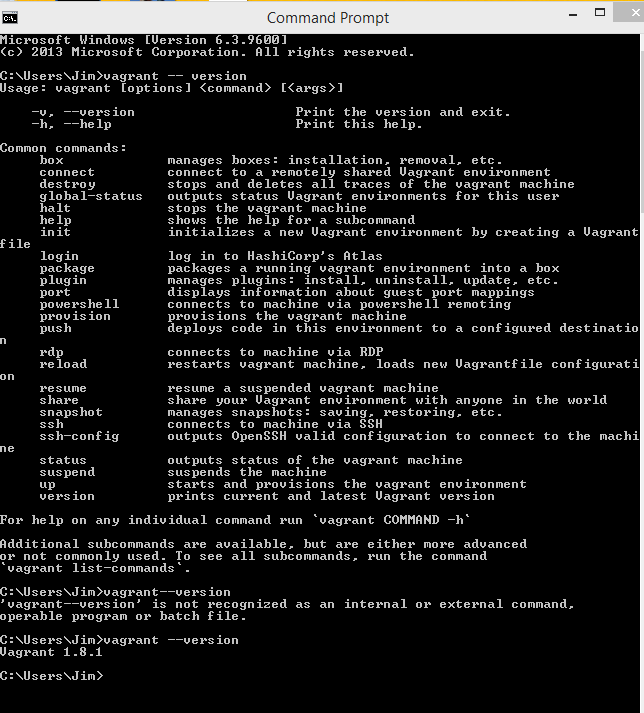 Command Prompt
Microsoft Windows [Version 6.3.9600]
(c) 2013 Microsoft Corporation. All rights reserved.
C:\Users\Jim>vagrant -- version
Usage: vagrant [options] <command> [<args>]
-v, --version Print the version and exit.
-h, --help Print this help.
Common commands:
box manages boxes: installation, removal, etc.
connect connect to a remotely shared Vagrant environment
destroy stops and deletes all traces of the vagrant machine
global-status outputs status Vagrant environments for this user
halt stops the vagrant machine
help shows the help for a subcommand
init initializes a new Vagrant environment by creating a Vagrant
file
login log in to HashiCorp's Atlas
package packages a running vagrant environment into a box
plugin manages plugins: install, uninstall, update, etc.
port displays information about guest port mappings
powershell connects to machine via powershell remoting
provision provisions the vagrant machine
push deploys code in this environment to a configured destinatio
n
rdp connects to machine via RDP
reload restarts vagrant machine, loads new Vagrantfile configurati
on
resume resume a suspended vagrant machine
share share your Vagrant environment with anyone in the world
snapshot manages snapshots: saving, restoring, etc.
ssh connects to machine via SSH
ssh-config outputs OpenSSH valid configuration to connect to the machi
ne
status outputs status of the vagrant machine
suspend suspends the machine
up starts and provisions the vagrant environment
version prints current and latest Vagrant version
For help on any individual command run `vagrant COMMAND -h`
Additional subcommands are available, but are either more advanced
or not commonly used. To see all subcommands, run the command
`vagrant list-commands`.
C:\Users\Jim>vagrant--version
'vagrant--version' is not recognized as an internal or external command,
operable program or batch file.
C:\Users\Jim>vagrant --version
Vagrant 1.8.1
C:\Users\Jim>